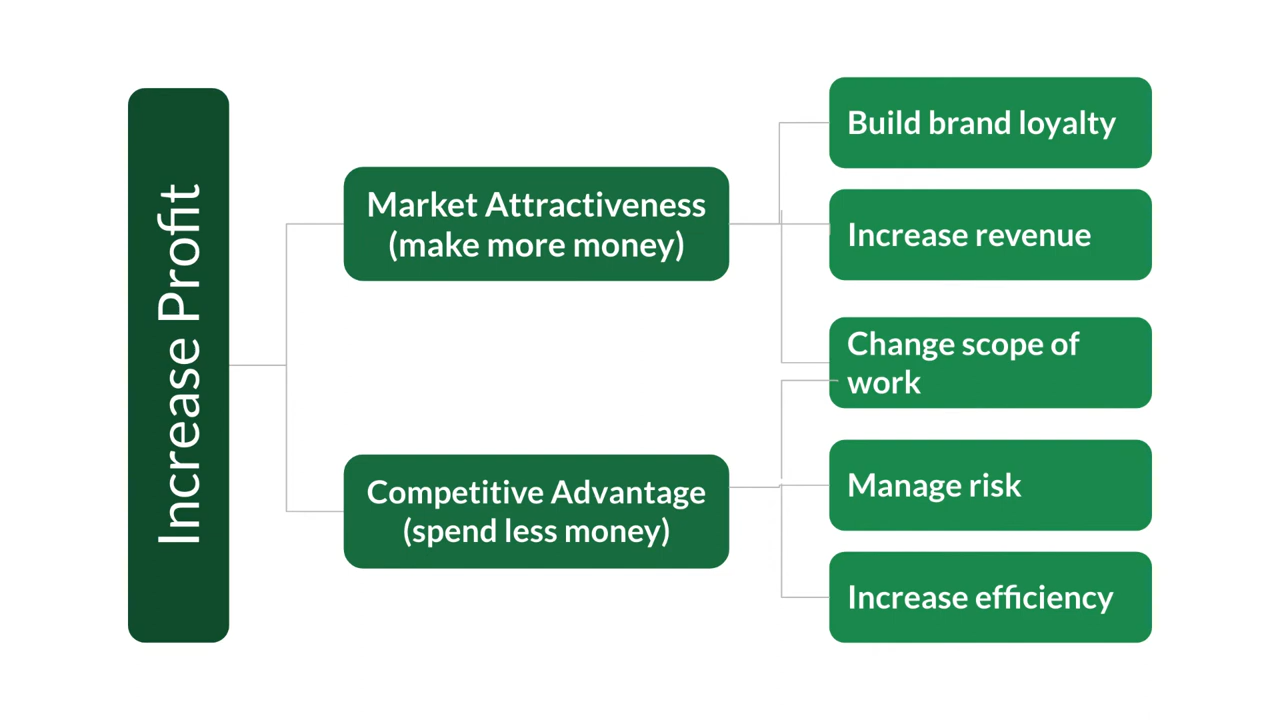 Increase Profit
Market Attractiveness
(make more money)
Competitive Advantage
(spend less money)
Build brand loyalty
Increase revenue
Change scope of
work
Manage risk
Increase efficiency